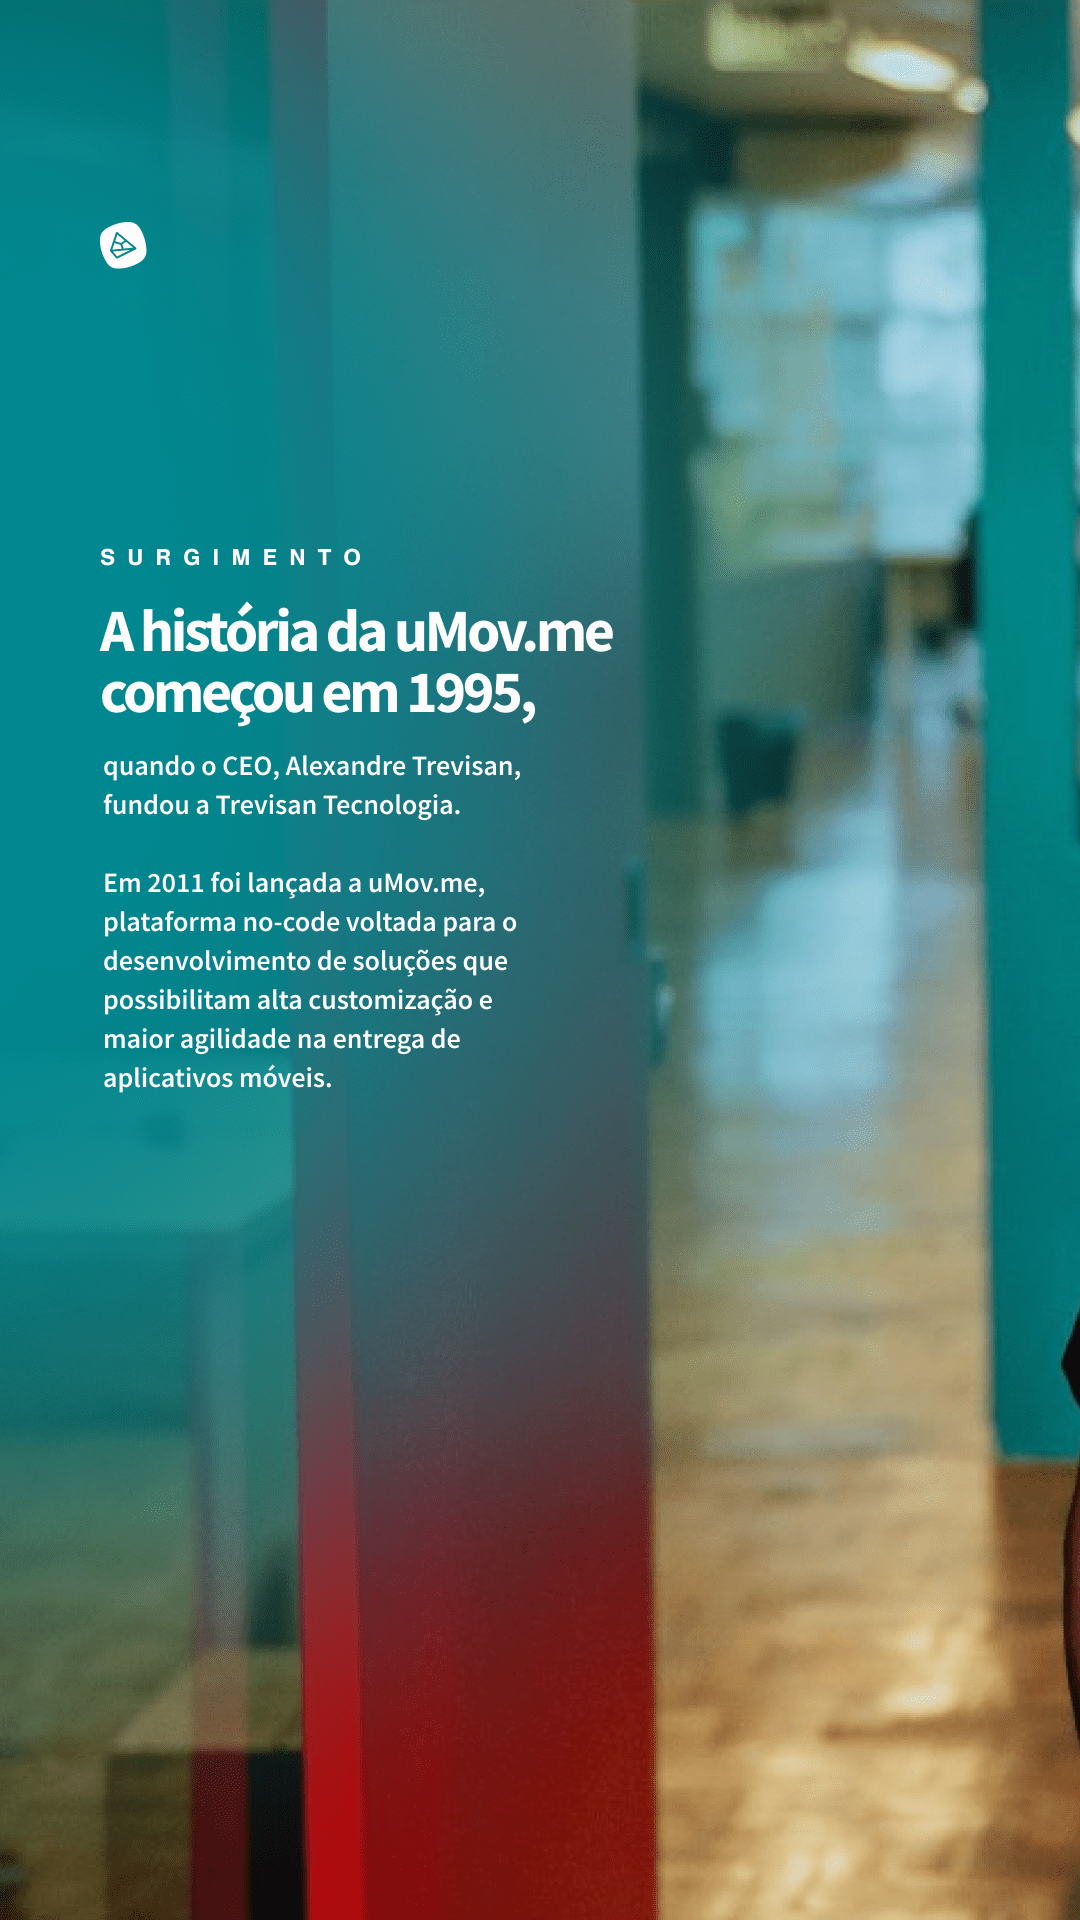 SURGIMENTO
A história da uMov.me
começou em 1995,
quando o CEO, Alexandre Trevisan,
fundou a Trevisan Tecnologia.
Em 2011 foi lançada a uMov.me,
plataforma no-code voltada para o
desenvolvimento de soluções que
possibilitam alta customização e
maior agilidade na entrega de
aplicativos móveis.